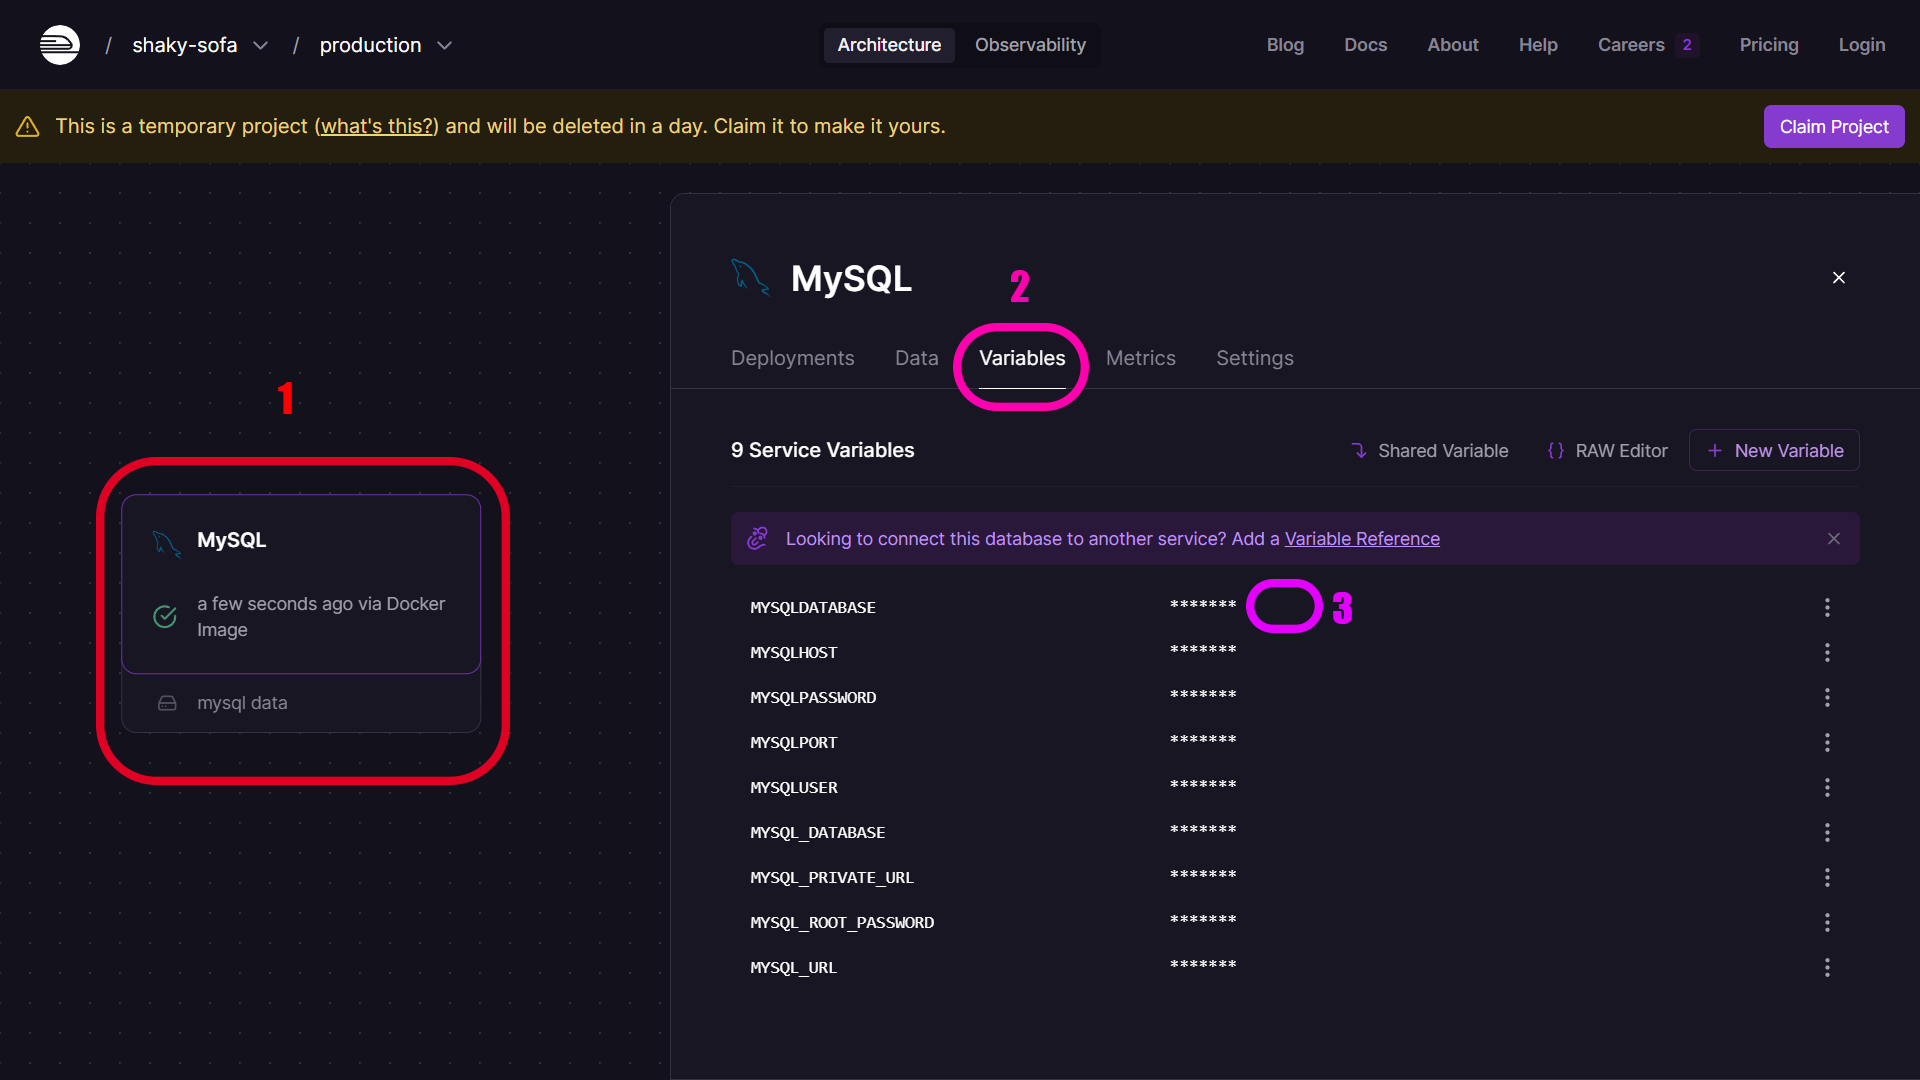 / shaky-sofa / production Architecture Observability Blog Docs About Help Careers 2 Pricing Login
This is a temporary project (what's this?) and will be deleted in a day. Claim it to make it yours. Claim Project
MySQL
2
Deployments Data Variables Metrics Settings
1
9 Service Variables Shared Variable {} RAW Editor + New Variable
MySQL
a few seconds ago via Docker
Image
mysql data
Looking to connect this database to another service? Add a Variable Reference
MYSQLDATABASE ******* 3
MYSQLHOST *******
MYSQLPASSWORD *******
MYSQLPORT *******
MYSQLUSER *******
MYSQL_DATABASE *******
MYSQL_PRIVATE_URL *******
MYSQL_ROOT_PASSWORD *******
MYSQL_URL *******